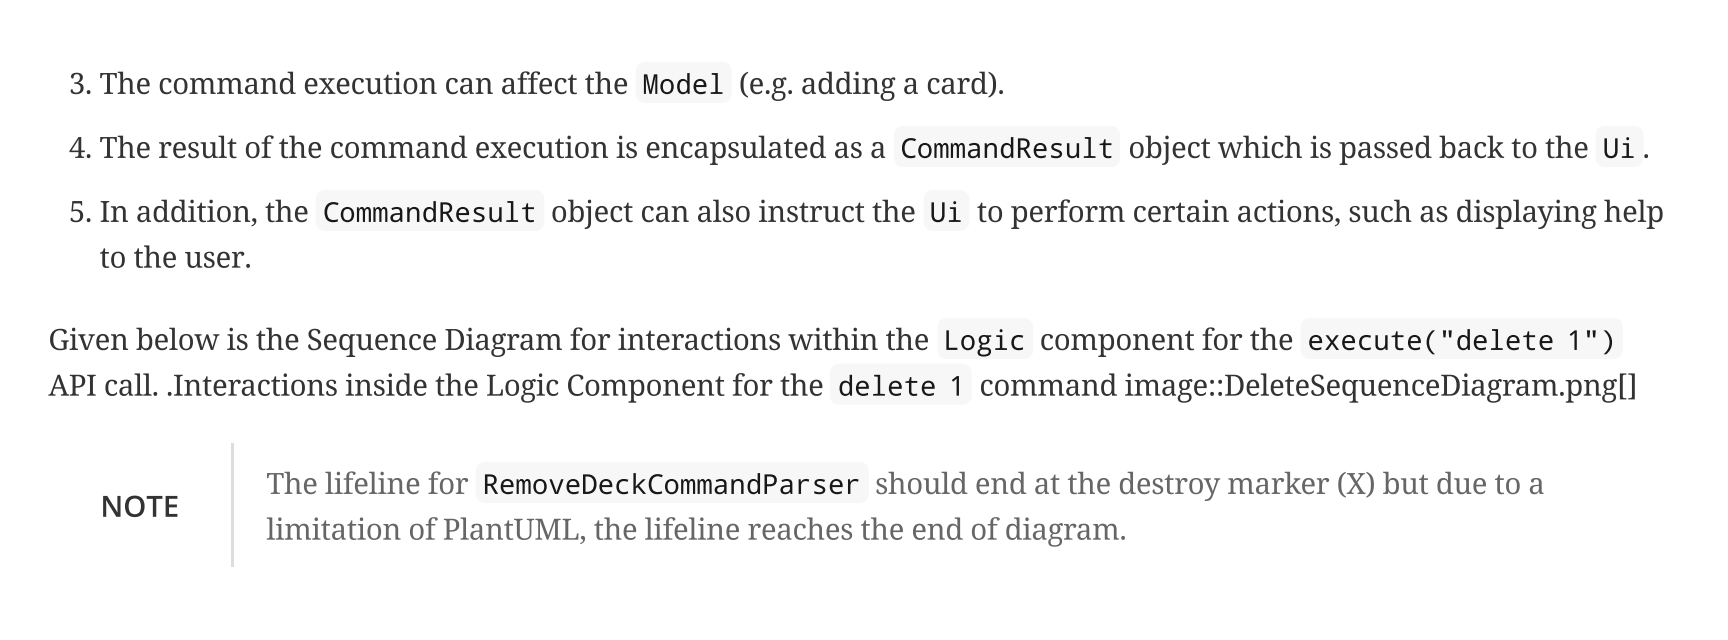 3. The command execution can affect the Model (e.g. adding a card).
4. The result of the command execution is encapsulated as a CommandResult object which is passed back to the Ui.
5. In addition, the CommandResult object can also instruct the Ui to perform certain actions, such as displaying help
to the user.
Given below is the Sequence Diagram for interactions within the Logic component for the execute("delete 1")
API call. .Interactions inside the Logic Component for the delete 1 command image::DeleteSequenceDiagram.png[]
The lifeline for RemoveDeckCommandParser should end at the destroy marker (X) but due to a
NOTE
limitation of PlantUML, the lifeline reaches the end of diagram.